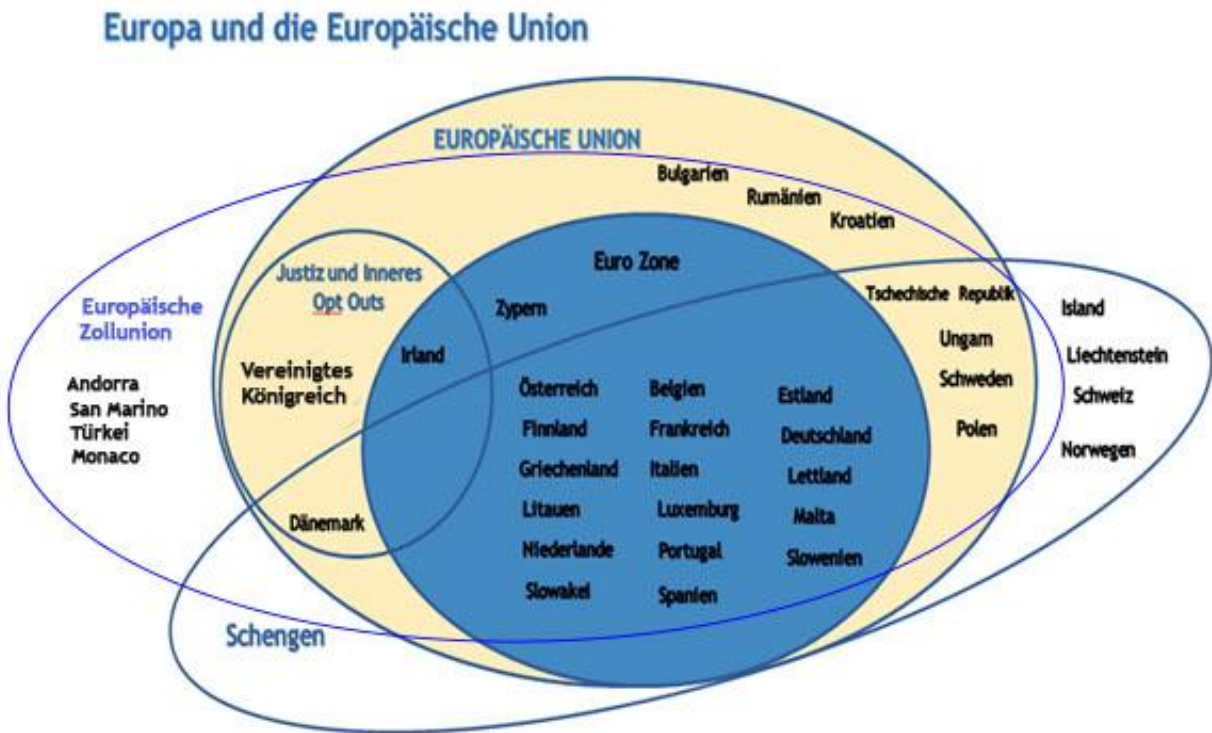 Europa und die Europäische Union
EUROPÄISCHE UNION
Bulgarien
Rumänien
Kroatien
Justiz und Inneres
Opt Outs
Euro Zone
Europäische
Zollunion
Zypern
Tschechische Republik
Island
Irland
Ungarn
Liechtenstein
Vereinigtes
Königreich
Andorra
San Marino
Türkei
Monaco
Österreich
Belgien
Estland
Schweden
Schweiz
Finnland
Frankreich
Deutschland
Polen
Norwegen
Griechenland
Italien
Lettland
Litauen
Luxemburg
Malta
Dänemark
Niederlande
Portugal
Slowenien
Slowakei
Spanien
Schengen